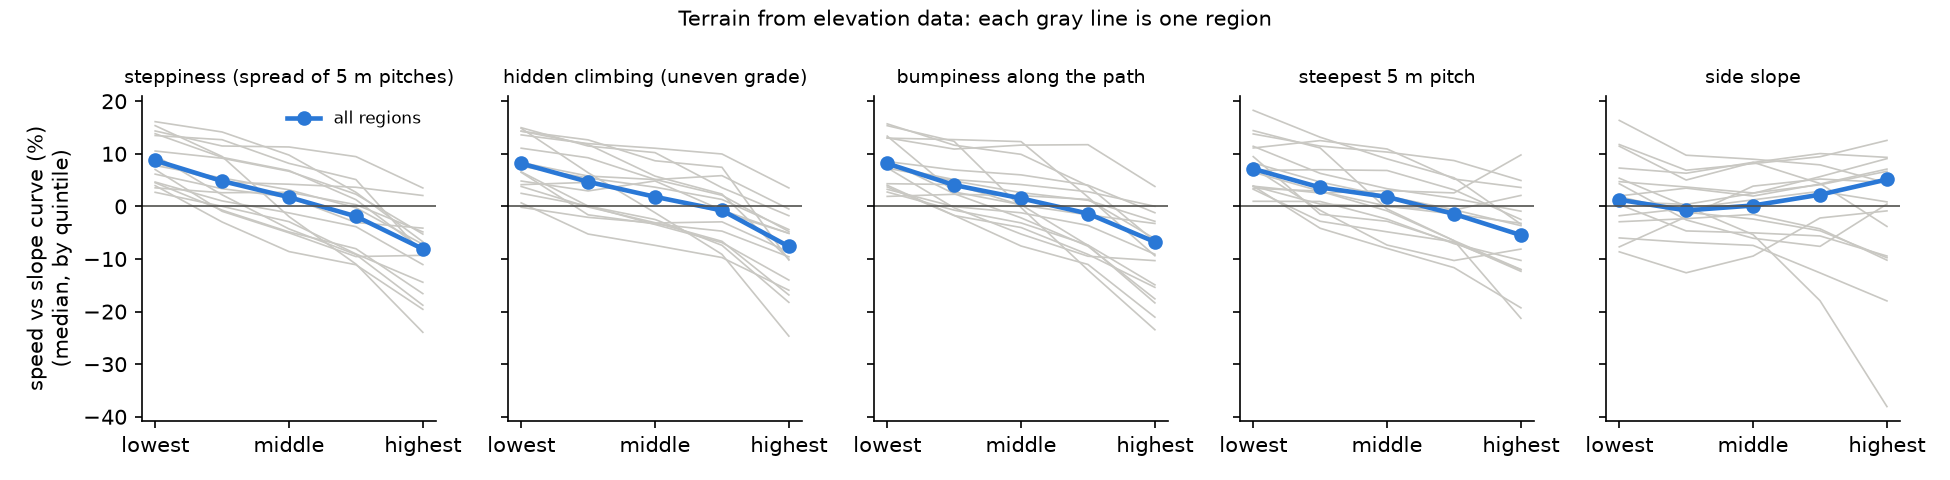 Terrain from elevation data: each gray line is one region
steppiness (spread of 5 m pitches)
hidden climbing (uneven grade)
bumpiness along the path
steepest 5 m pitch
side slope
speed vs slope curve (%)
(median, by quintile)
20
10
0
−10
−20
−30
−40
all regions
lowest middle highest
lowest middle highest
lowest middle highest
lowest middle highest
lowest middle highest